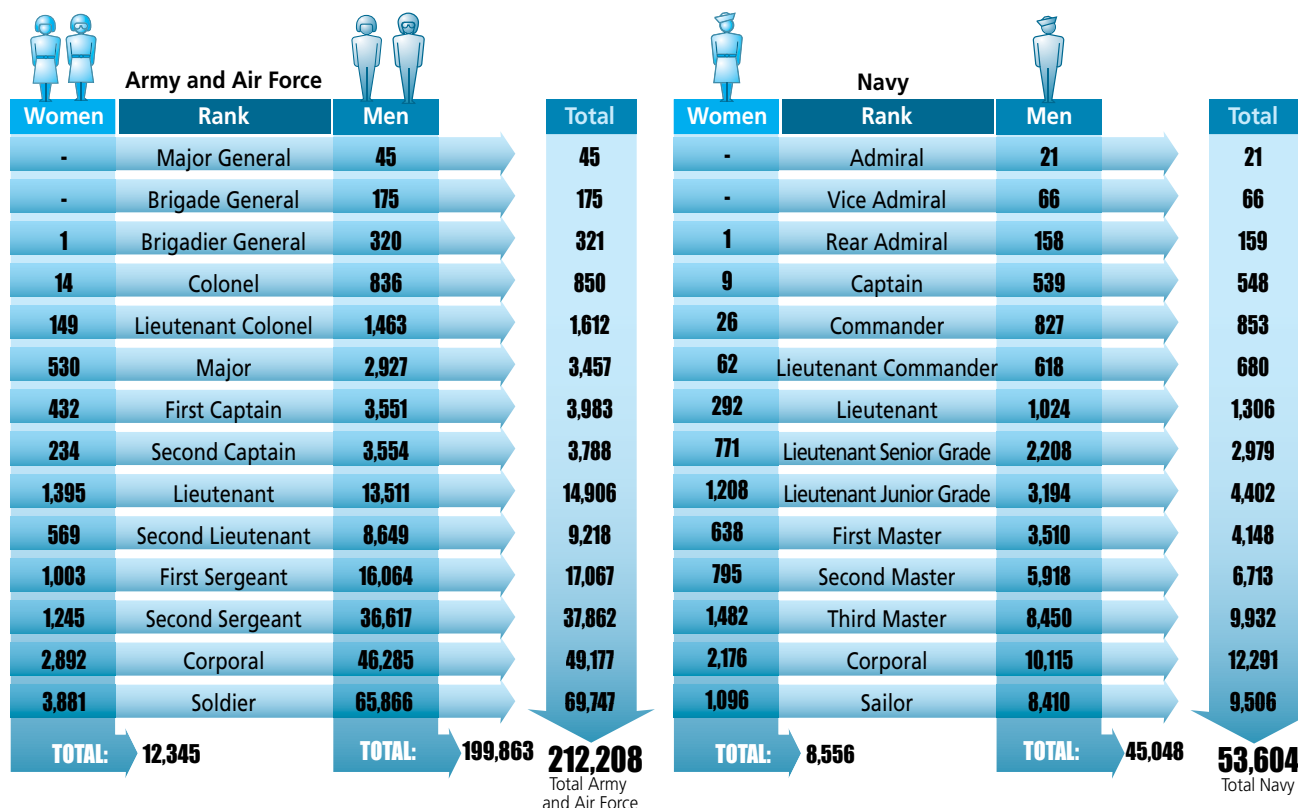 Army and Air Force
Women Rank Men Total
- Major General 45 45
- Brigade General 175 175
1 Brigadier General 320 321
14 Colonel 836 850
149 Lieutenant Colonel 1,463 1,612
530 Major 2,927 3,457
432 First Captain 3,551 3,983
234 Second Captain 3,554 3,788
1,395 Lieutenant 13,511 14,906
569 Second Lieutenant 8,649 9,218
1,003 First Sergeant 16,064 17,067
1,245 Second Sergeant 36,617 37,862
2,892 Corporal 46,285 49,177
3,881 Soldier 65,866 69,747
TOTAL: 12,345 TOTAL: 199,863 212,208
Total Army
and Air Force
Navy
Women Rank Men Total
- Admiral 21 21
- Vice Admiral 66 66
1 Rear Admiral 158 159
9 Captain 539 548
26 Commander 827 853
62 Lieutenant Commander 618 680
292 Lieutenant 1,024 1,306
771 Lieutenant Senior Grade 2,208 2,979
1,208 Lieutenant Junior Grade 3,194 4,402
638 First Master 3,510 4,148
795 Second Master 5,918 6,713
1,482 Third Master 8,450 9,932
2,176 Corporal 10,115 12,291
1,096 Sailor 8,410 9,506
TOTAL: 8,556 TOTAL: 45,048 53,604
Total Navy